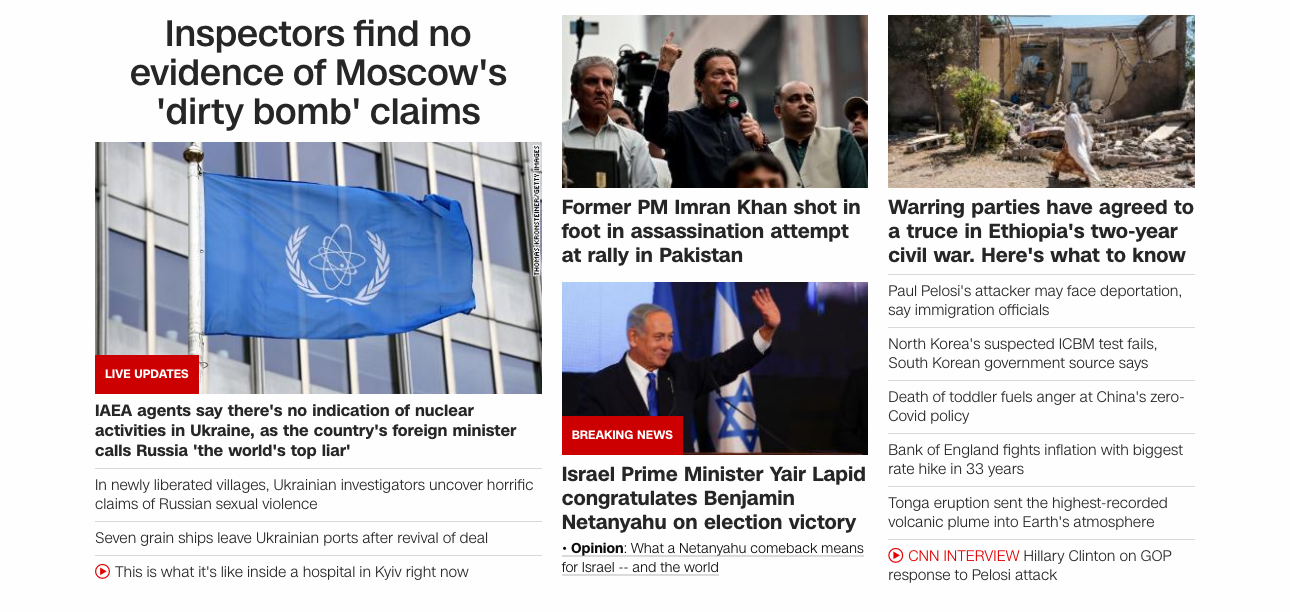 Inspectors find no
evidence of Moscow's
'dirty bomb' claims
THOMAS KRONSTEINER/GETTY IMAGES
LIVE UPDATES
IAEA agents say there's no indication of nuclear
activities in Ukraine, as the country's foreign minister
calls Russia 'the world's top liar'
In newly liberated villages, Ukrainian investigators uncover horrific
claims of Russian sexual violence
Seven grain ships leave Ukrainian ports after revival of deal
This is what it's like inside a hospital in Kyiv right now
Former PM Imran Khan shot in
foot in assassination attempt
at rally in Pakistan
BREAKING NEWS
Israel Prime Minister Yair Lapid
congratulates Benjamin
Netanyahu on election victory
• Opinion: What a Netanyahu comeback means
for Israel -- and the world
Warring parties have agreed to
a truce in Ethiopia's two-year
civil war. Here's what to know
Paul Pelosi's attacker may face deportation,
say immigration officials
North Korea's suspected ICBM test fails,
South Korean government source says
Death of toddler fuels anger at China's zero-
Covid policy
Bank of England fights inflation with biggest
rate hike in 33 years
Tonga eruption sent the highest-recorded
volcanic plume into Earth's atmosphere
CNN INTERVIEW Hillary Clinton on GOP
response to Pelosi attack